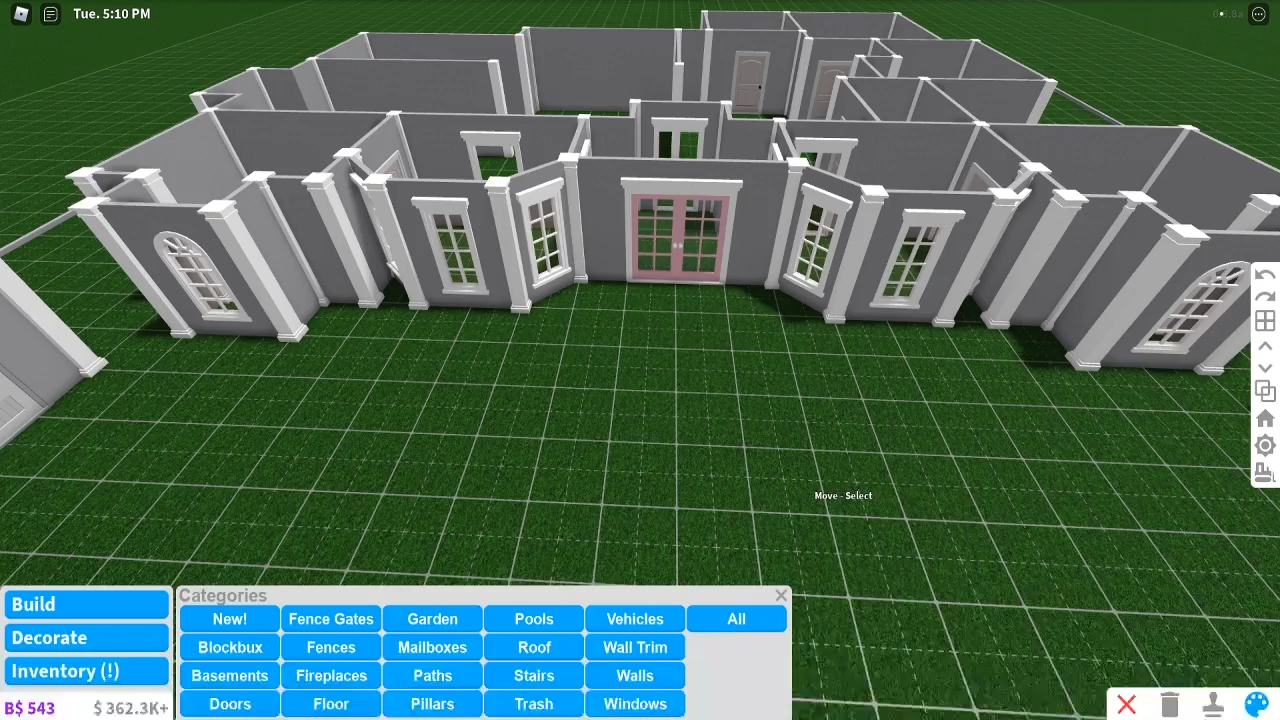 Tue. 5:10 PM
Move - Select
Build
Decorate
Inventory (!)
B$ 543 $ 362.3K+
Categories
New! Fence Gates Garden Pools Vehicles All
Blockbux Fences Mailboxes Roof Wall Trim
Basements Fireplaces Paths Stairs Walls
Doors Floor Pillars Trash Windows